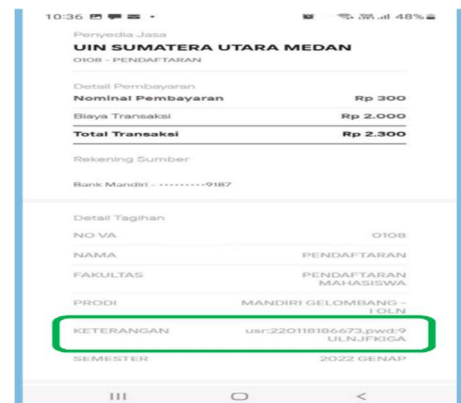 10:36
48%
Penyedia Jasa
UIN SUMATERA UTARA MEDAN
0108 - PENDAFTARAN
Detail Pembayaran
Nominal Pembayaran Rp 300
Biaya Transaksi Rp 2.000
Total Transaksi Rp 2.300
Rekening Sumber
Bank Mandiri - ---------9187
Detail Tagihan
NO VA 0108
NAMA PENDAFTARAN
FAKULTAS PENDAFTARAN
MAHASISWA
PRODI MANDIRI GELOMBANG -
KETERANGAN usr:220118186673,pwd:9
ULNJFKIGA
SEMESTER 2022 GENAP